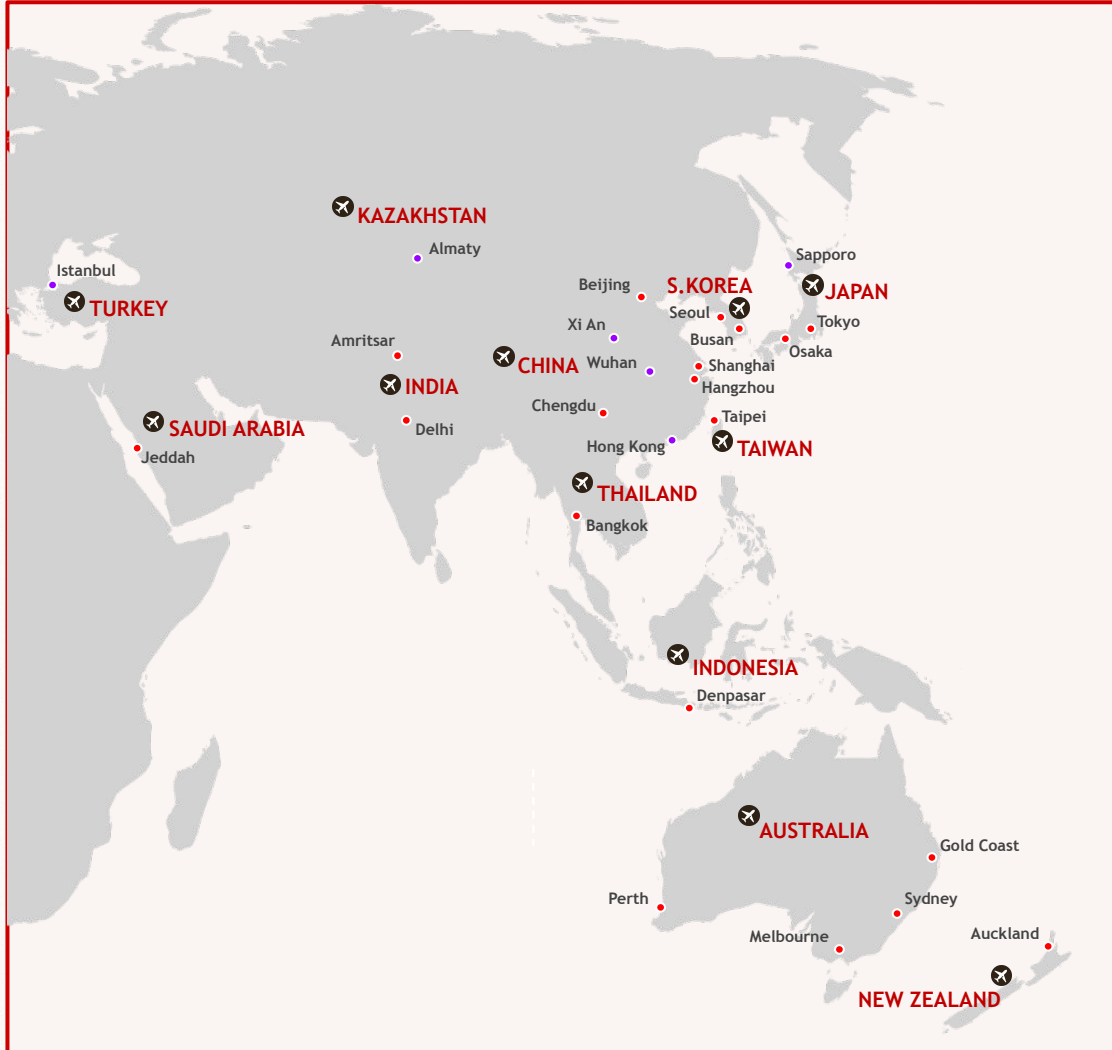 KAZAKHSTAN
Almaty
Sapporo
Istanbul
TURKEY
Beijing
S.KOREA
JAPAN
Seoul
Busan
Tokyo
Osaka
Xi An
Amritsar
CHINA
Wuhan
Shanghai
Hangzhou
INDIA
Chengdu
Taipei
SAUDI ARABIA
Delhi
Hong Kong
TAIWAN
Jeddah
THAILAND
Bangkok
INDONESIA
Denpasar
AUSTRALIA
Gold Coast
Perth
Sydney
Melbourne
Auckland
NEW ZEALAND